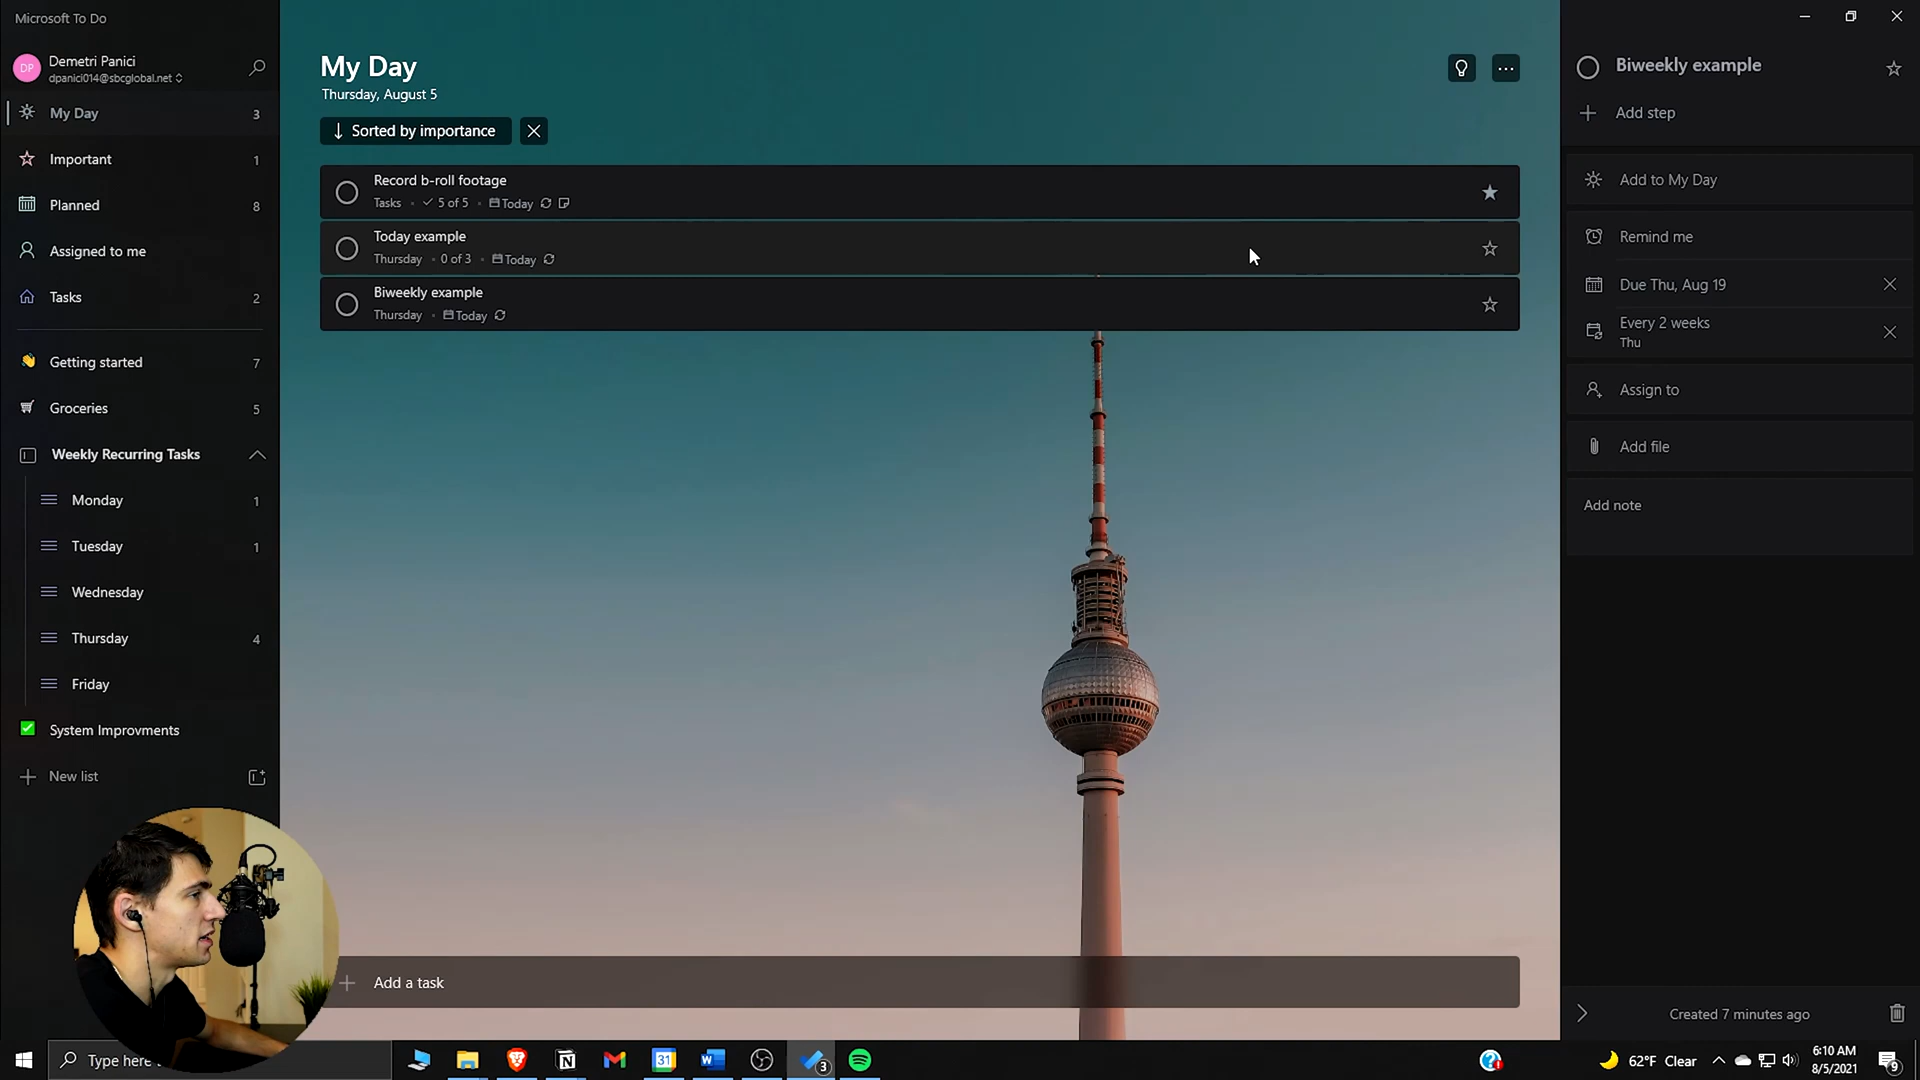 Microsoft To Do
DP
Demetri Panici
dpanici014@sbcglobal.net
My Day 3
Important 1
Planned 8
Assigned to me
Tasks 2
Getting started 7
Groceries 5
Weekly Recurring Tasks
Monday 1
Tuesday 1
Wednesday
Thursday 4
Friday
System Improvments
New list
My Day
Thursday, August 5
Sorted by importance
Record b-roll footage
Tasks • 5 of 5 • Today
Today example
Thursday • 0 of 3 • Today
Biweekly example
Thursday • Today
Add a task
Biweekly example
Add step
Add to My Day
Remind me
Due Thu, Aug 19
Every 2 weeks
Thu
Assign to
Add file
Add note
Created 7 minutes ago
Type here
31
3
62°F Clear
6:10 AM
8/5/2021
9